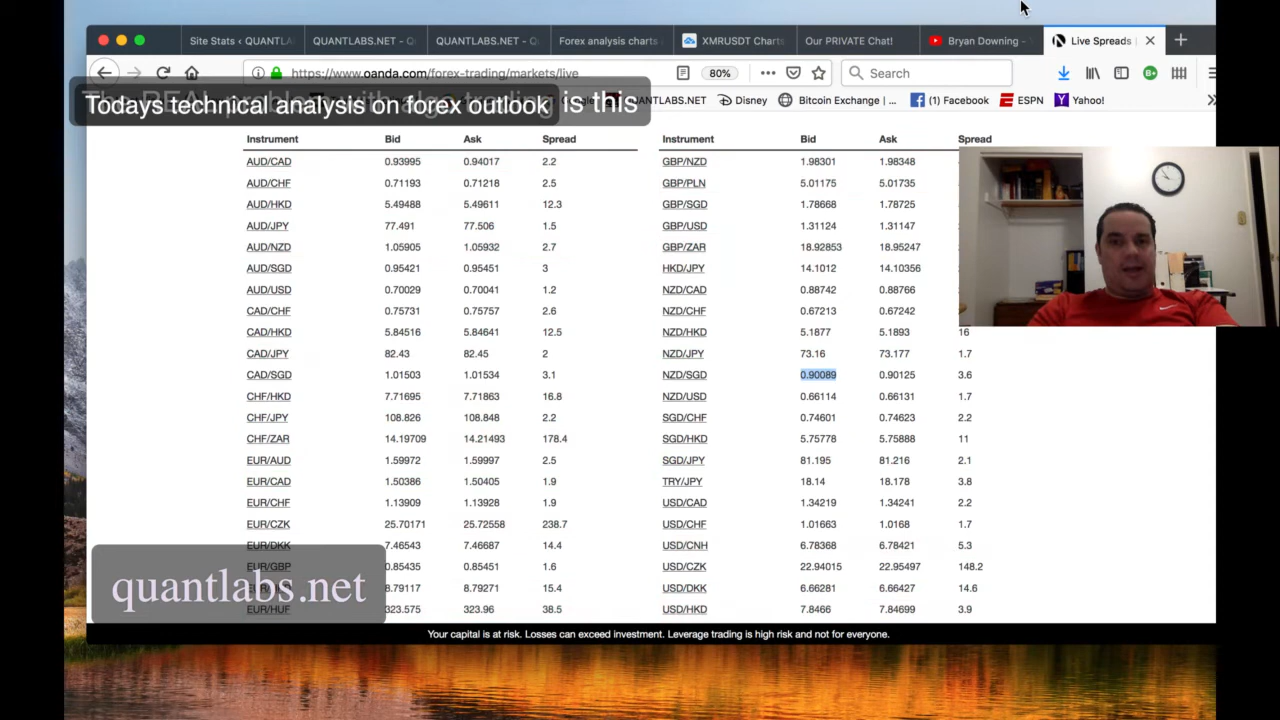 Site Stats ‹ QUANTLA
QUANTLABS.NET - Q
QUANTLABS.NET - Q
Forex analysis charts
XMRUSDT Charts
Our PRIVATE Chat!
Bryan Downing -
Live Spreads
https://www.oanda.com/forex-trading/markets/live
80%
Search
Todays technical analysis on forex outlook
is this
QUANTLABS.NET
Disney
Bitcoin Exchange |...
(1) Facebook
ESPN
Yahoo!
Instrument Bid Ask Spread Instrument Bid Ask Spread
AUD/CAD 0.93995 0.94017 2.2 GBP/NZD 1.98301 1.98348
AUD/CHF 0.71193 0.71218 2.5 GBP/PLN 5.01175 5.01735
AUD/HKD 5.49488 5.49611 12.3 GBP/SGD 1.78668 1.78725
AUD/JPY 77.491 77.506 1.5 GBP/USD 1.31124 1.31147
AUD/NZD 1.05905 1.05932 2.7 GBP/ZAR 18.92853 18.95247
AUD/SGD 0.95421 0.95451 3 HKD/JPY 14.1012 14.10356
AUD/USD 0.70029 0.70041 1.2 NZD/CAD 0.88742 0.88766
CAD/CHF 0.75731 0.75757 2.6 NZD/CHF 0.67213 0.67242
CAD/HKD 5.84516 5.84641 12.5 NZD/HKD 5.1877 5.1893 16
CAD/JPY 82.43 82.45 2 NZD/JPY 73.16 73.177 1.7
CAD/SGD 1.01503 1.01534 3.1 NZD/SGD 0.90089 0.90125 3.6
CHF/HKD 7.71695 7.71863 16.8 NZD/USD 0.66114 0.66131 1.7
CHF/JPY 108.826 108.848 2.2 SGD/CHF 0.74601 0.74623 2.2
CHF/ZAR 14.19709 14.21493 178.4 SGD/HKD 5.75778 5.75888 11
EUR/AUD 1.59972 1.59997 2.5 SGD/JPY 81.195 81.216 2.1
EUR/CAD 1.50386 1.50405 1.9 TRY/JPY 18.14 18.178 3.8
EUR/CHF 1.13909 1.13928 1.9 USD/CAD 1.34219 1.34241 2.2
EUR/CZK 25.70171 25.72558 238.7 USD/CHF 1.01663 1.0168 1.7
EUR/DKK 7.46543 7.46687 14.4 USD/CNH 6.78368 6.78421 5.3
EUR/GBP 0.85435 0.85451 1.6 USD/CZK 22.94015 22.95497 148.2
8.79117 8.79271 15.4 USD/DKK 6.66281 6.66427 14.6
EUR/HUF 323.575 323.96 38.5 USD/HKD 7.8466 7.84699 3.9
quantlabs.net
Your capital is at risk. Losses can exceed investment. Leverage trading is high risk and not for everyone.